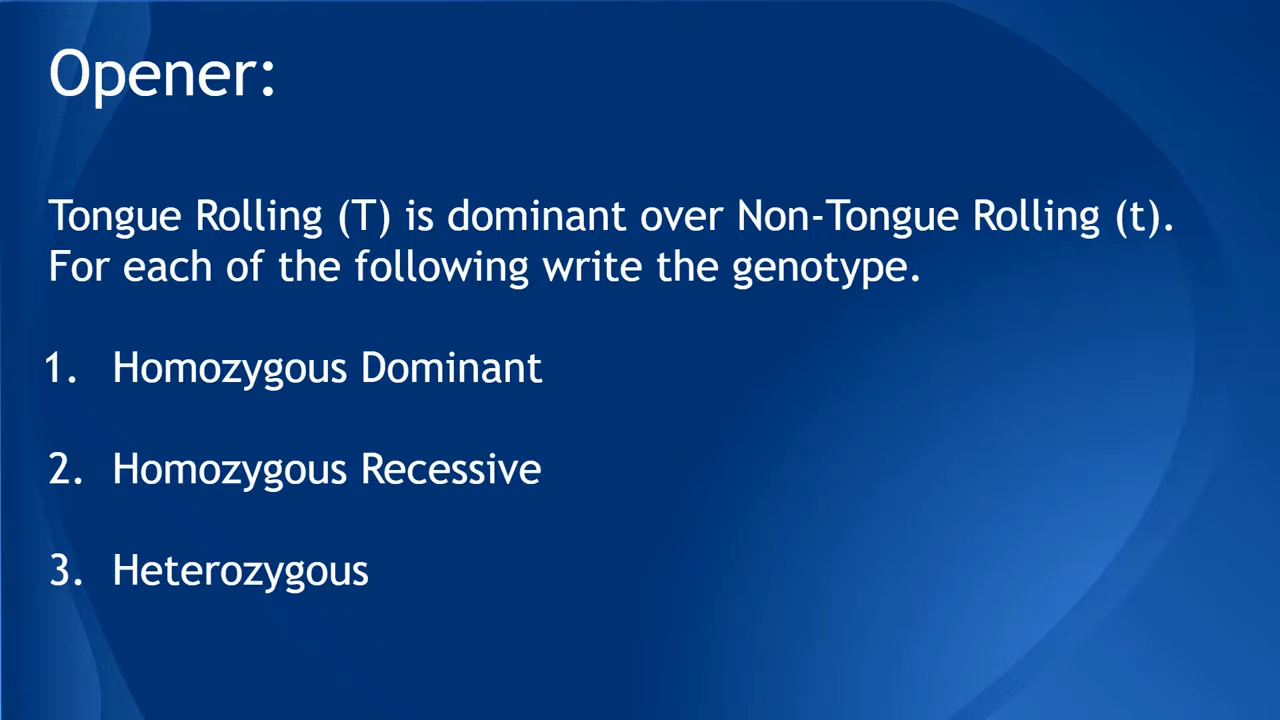 Opener:
Tongue Rolling (T) is dominant over Non-Tongue Rolling (t).
For each of the following write the genotype.
1. Homozygous Dominant
2. Homozygous Recessive
3. Heterozygous